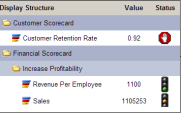 Display Structure Value Status
Customer Scorecard
Customer Retention Rate 0.92
Financial Scorecard
Increase Profitability
Revenue Per Employee 1100
Sales 1105253